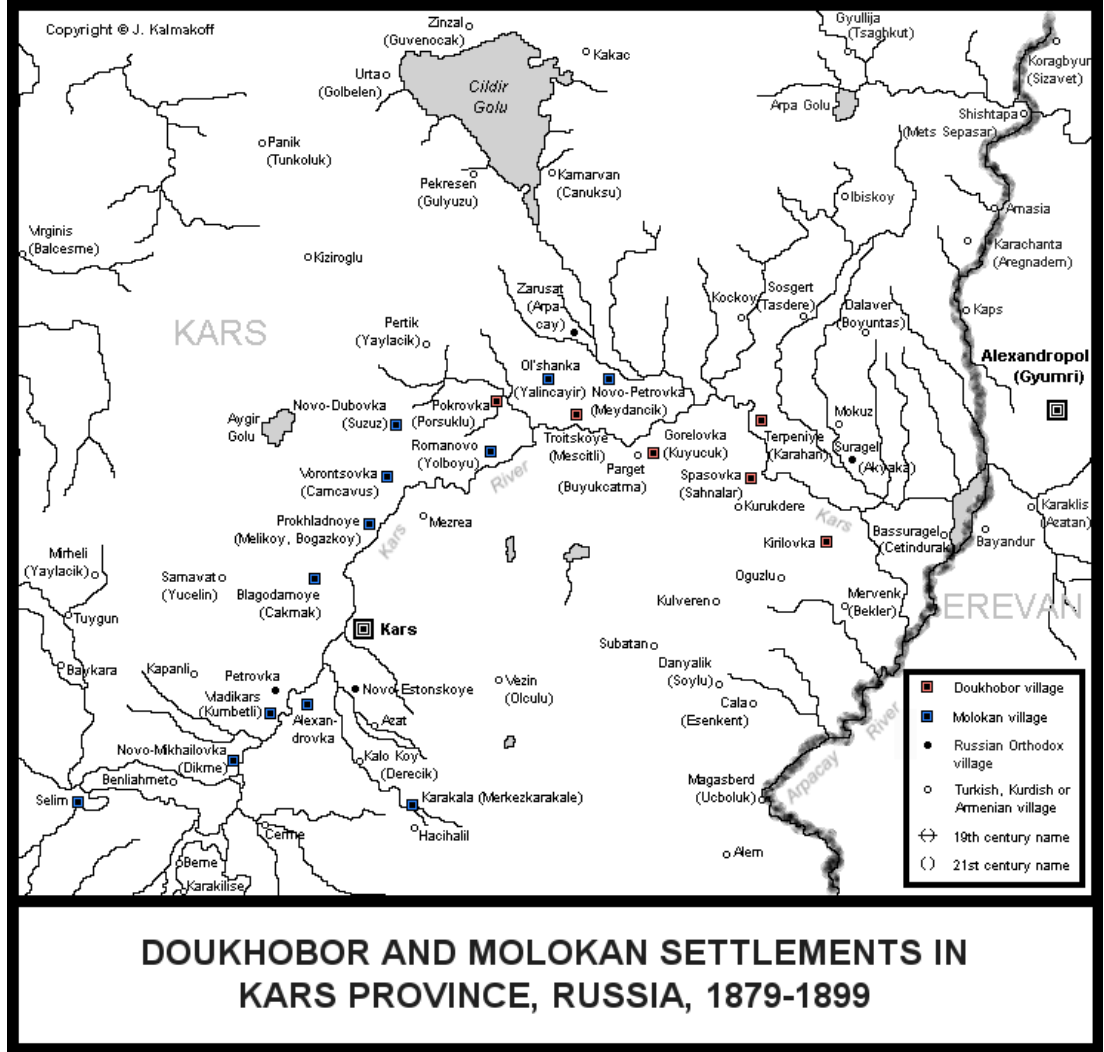 Copyright © J. Kalmakoff
Zinzal
(Guvenocak)
Kakac
Gyullija
(Tsaghkut)
Koragbyur
(Sizavet)
Urta
(Golbelen)
Cildir
Golu
Arpa Golu
Shishtapa
(Mets Sepasar)
Panik
(Tunkoluk)
Pekresen
(Gulyuzu)
Kamarvan
(Canuksu)
Ibiskoy
Amasia
Virginis
(Balcesme)
Kiziroglu
Karachanta
(Aregnadem)
Zarusat
(Arpa-
cay)
Kockoy
Sosgert
(Tasdere)
Dalaver
(Boyuntas)
Kaps
KARS
Pertik
(Yaylacik)
Alexandropol
(Gyumri)
Ol'shanka
(Yalincayir)
Novo-Petrovka
(Meydancik)
Novo-Dubovka
(Suzuz)
Pokrovka
(Porsuklu)
Aygir
Golu
Troitskoye
(Mescitli)
Gorelovka
(Kuyucuk)
Terpeniye
(Karahan)
Mokuz
Suragel
(Akyaka)
Romanovo
(Yolboyu)
Parget
(Buyukcatma)
River
Vorontsovka
(Camcavus)
Spasovka
(Sahnalar)
Kurukdere
Kars
Karaklis
(Azatan)
Prokhladnoye
(Melikoy, Bogazkoy)
Mezrea
Kars
Kirilovka
Bassuragel
(Cetindurak)
Bayandur
Mirheli
(Yaylacik)
Samavat
(Yucelin)
Blagodarnoye
(Cakmak)
Oguzlu
Tuygun
Kulveren
Mervenk
(Bekler)
EREVAN
Kars
Subatan
Baykara
Kapanli
Petrovka
Novo-Estonskoye
Vezin
(Olculu)
Danyalik
(Soylu)
Vladikars
(Kumbetli)
Alexan-
drovka
Azat
Cala
(Esenkent)
Novo-Mikhailovka
(Dikme)
Kalo Koy
(Derecik)
Benliahmet
Selim
Karakala (Merkezkarakale)
Magasberd
(Ucboluk)
Arpacay
River
Cerme
Hacihalil
Alem
Berne
Karakilise
Doukhobor village
Molokan village
Russian Orthodox
village
Turkish, Kurdish or
Armenian village
19th century name
( ) 21st century name
DOUKHOBOR AND MOLOKAN SETTLEMENTS IN
KARS PROVINCE, RUSSIA, 1879-1899